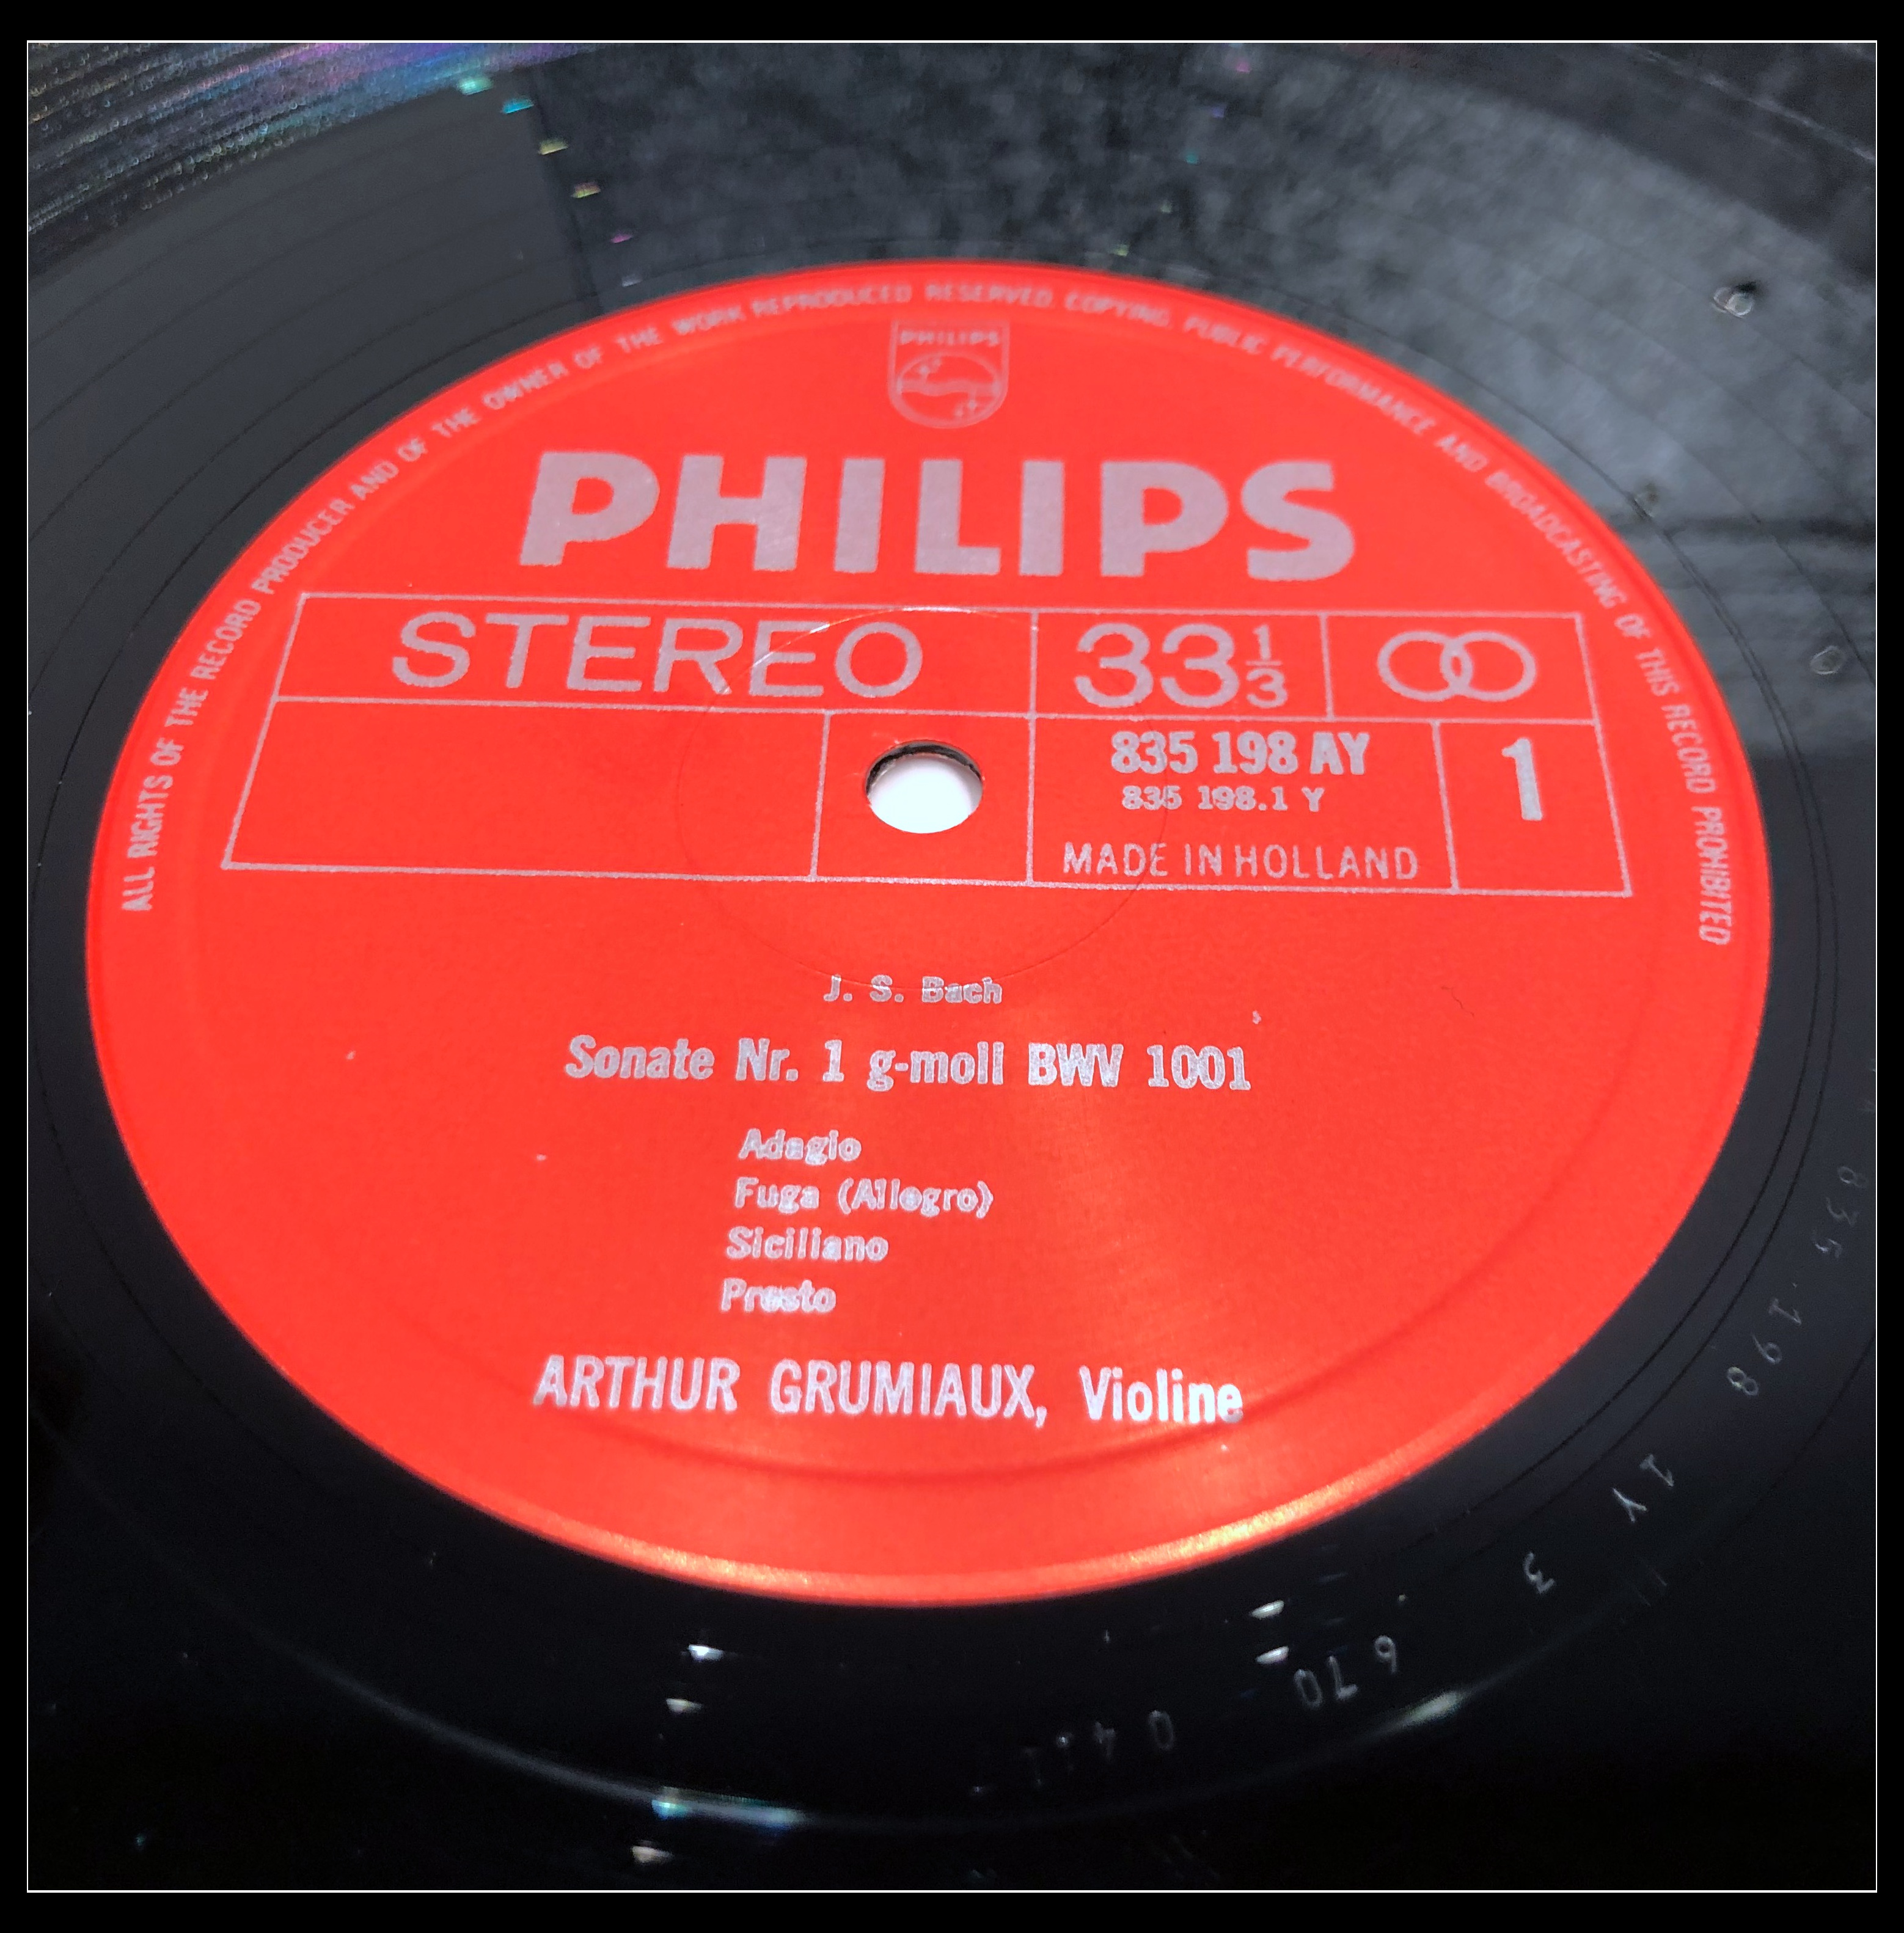 ALL RIGHTS OF THE RECORD PRODUCER AND OF THE OWNER OF THE WORK REPRODUCED RESERVED. COPYING, PUBLIC PERFORMANCE AND BROADCASTING OF THIS RECORD PROHIBITED
PHILIPS
PHILIPS
STEREO 33 1/3
835 198 AY 1
835 198.1 Y
MADE IN HOLLAND
J. S. Bach
Sonate Nr. 1 g-moll BWV 1001
Adagio
Fuga (Allegro)
Siciliano
Presto
ARTHUR GRUMIAUX, Violine
835.198 1Y 3
670